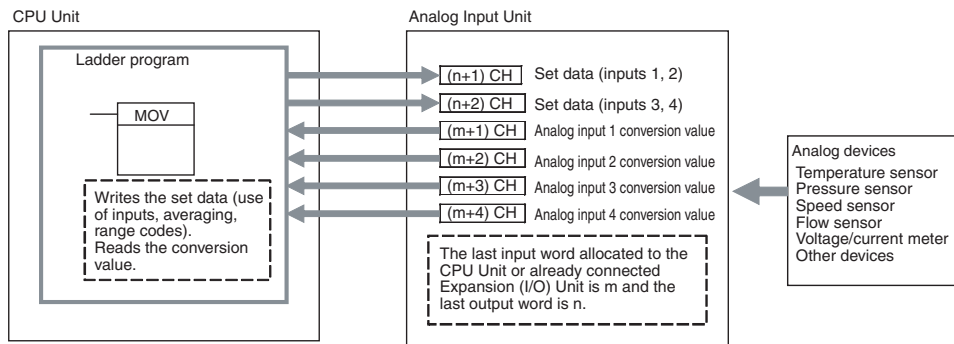 CPU Unit
Analog Input Unit
Ladder program
MOV
Writes the set data (use
of inputs, averaging,
range codes).
Reads the conversion
value.
(n+1) CH Set data (inputs 1, 2)
(n+2) CH Set data (inputs 3, 4)
(m+1) CH Analog input 1 conversion value
(m+2) CH Analog input 2 conversion value
(m+3) CH Analog input 3 conversion value
(m+4) CH Analog input 4 conversion value
The last input word allocated to the
CPU Unit or already connected
Expansion (I/O) Unit is m and the
last output word is n.
Analog devices
Temperature sensor
Pressure sensor
Speed sensor
Flow sensor
Voltage/current meter
Other devices